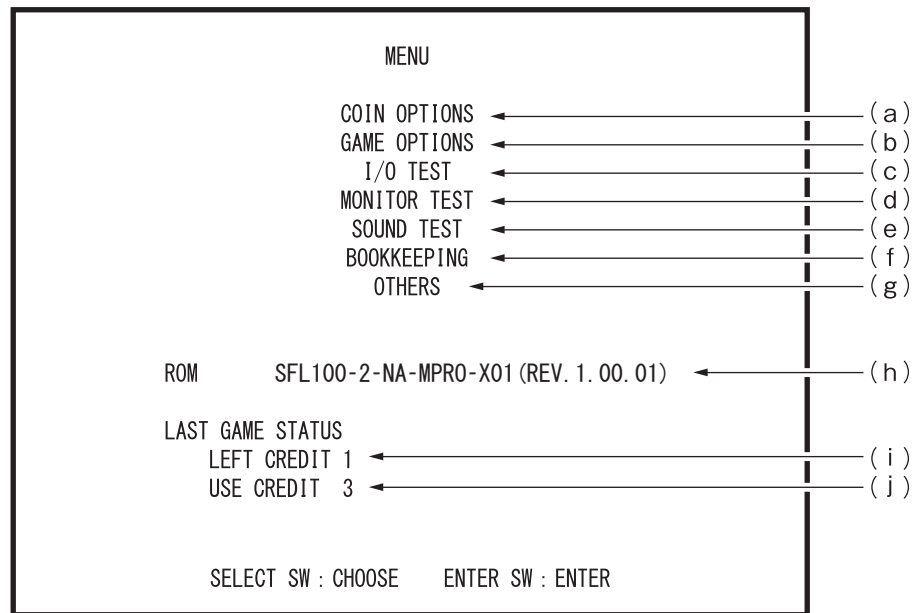 MENU
COIN OPTIONS (a)
GAME OPTIONS (b)
I/O TEST (c)
MONITOR TEST (d)
SOUND TEST (e)
BOOKKEEPING (f)
OTHERS (g)
ROM SFL100-2-NA-MPRO-X01(REV.1.00.01) (h)
LAST GAME STATUS
LEFT CREDIT 1 (i)
USE CREDIT 3 (j)
SELECT SW : CHOOSE ENTER SW : ENTER